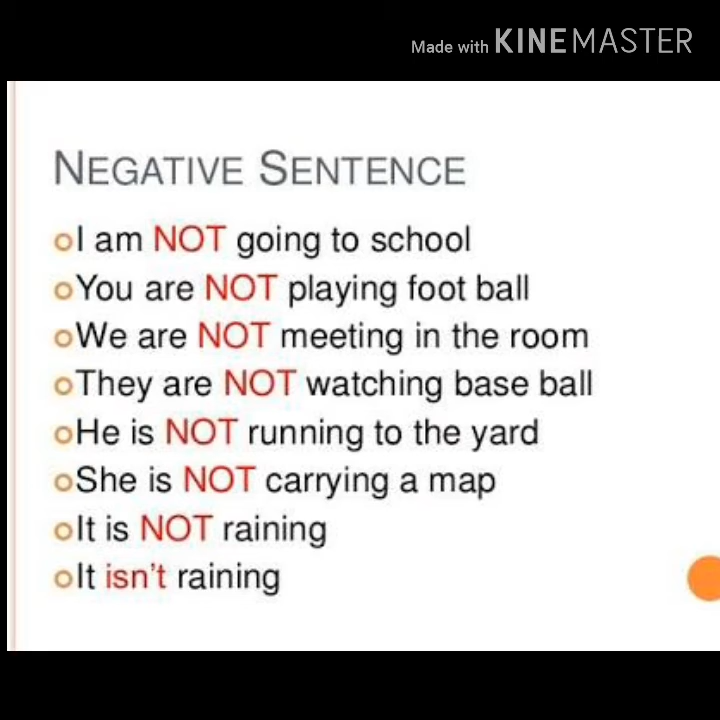 Made with KINEMASTER
NEGATIVE SENTENCE
I am NOT going to school
You are NOT playing foot ball
We are NOT meeting in the room
They are NOT watching base ball
He is NOT running to the yard
She is NOT carrying a map
It is NOT raining
It isn't raining